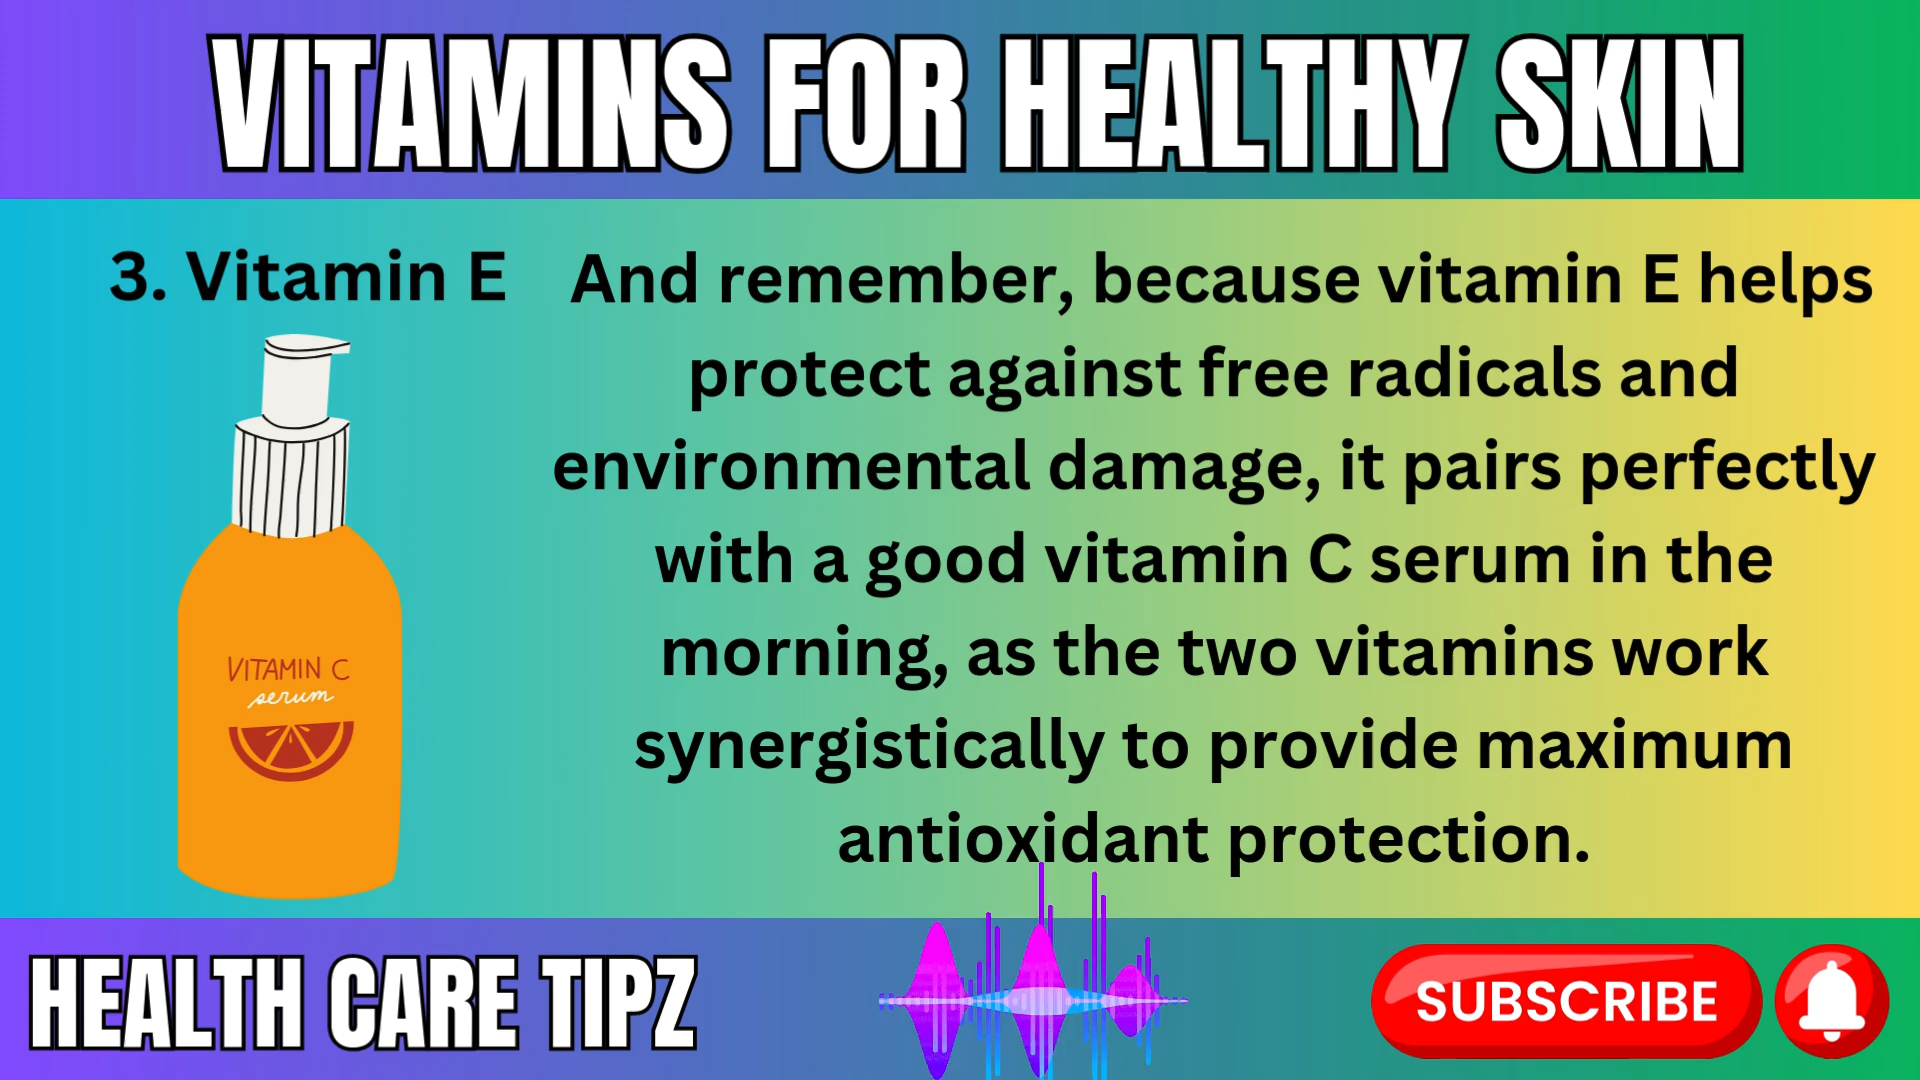 VITAMINS FOR HEALTHY SKIN
3. Vitamin E
And remember, because vitamin E helps
protect against free radicals and
environmental damage, it pairs perfectly
with a good vitamin C serum in the
morning, as the two vitamins work
synergistically to provide maximum
antioxidant protection.
VITAMIN C
serum
HEALTH CARE TIPZ
SUBSCRIBE